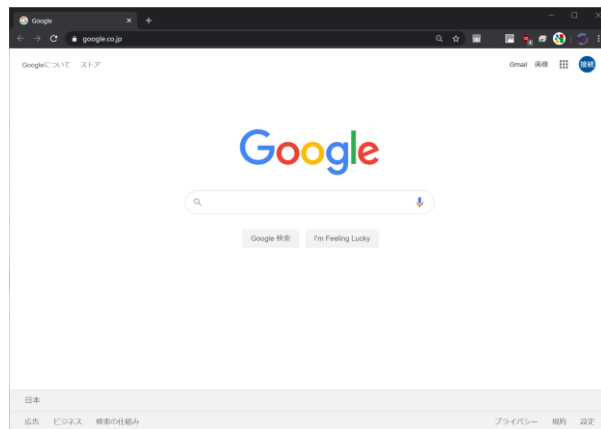 Google
google.co.jp
Googleについて ストア
Gmail 画像
接続
Google
Google 検索 I'm Feeling Lucky
日本
広告 ビジネス 検索の仕組み
プライバシー 規約 設定